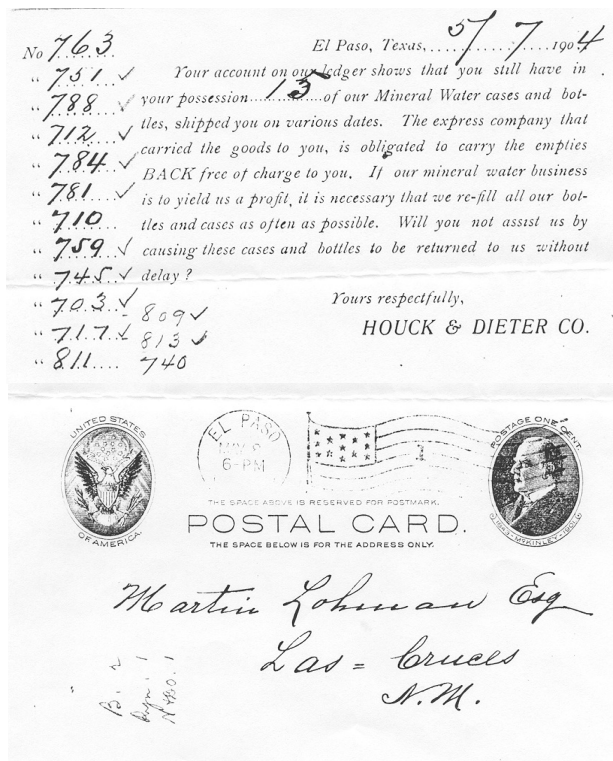 El Paso, Texas, 5/7 1904
No 763
" 751 ✓
" 788 ✓
" 712 ✓
" 784 ✓
" 781 ✓
" 710
" 759 ✓
" 745 ✓
" 703 ✓
" 717 ✓
" 811
809 ✓
813 ✓
740
Your account on our ledger shows that you still have in
your possession 15 of our Mineral Water cases and bot-
tles, shipped you on various dates. The express company that
carried the goods to you, is obligated to carry the empties
BACK free of charge to you. If our mineral water business
is to yield us a profit, it is necessary that we re-fill all our bot-
tles and cases as often as possible. Will you not assist us by
causing these cases and bottles to be returned to us without
delay?
Yours respectfully,
HOUCK & DIETER CO.
UNITED STATES
OF AMERICA.
EL PASO
6-PM
1
POSTAGE ONE CENT.
1843-McKINLEY-1901
THE SPACE ABOVE IS RESERVED FOR POSTMARK.
POSTAL CARD.
THE SPACE BELOW IS FOR THE ADDRESS ONLY.
Martin Lohman Esq
Las = Cruces
N.M.
B. 2